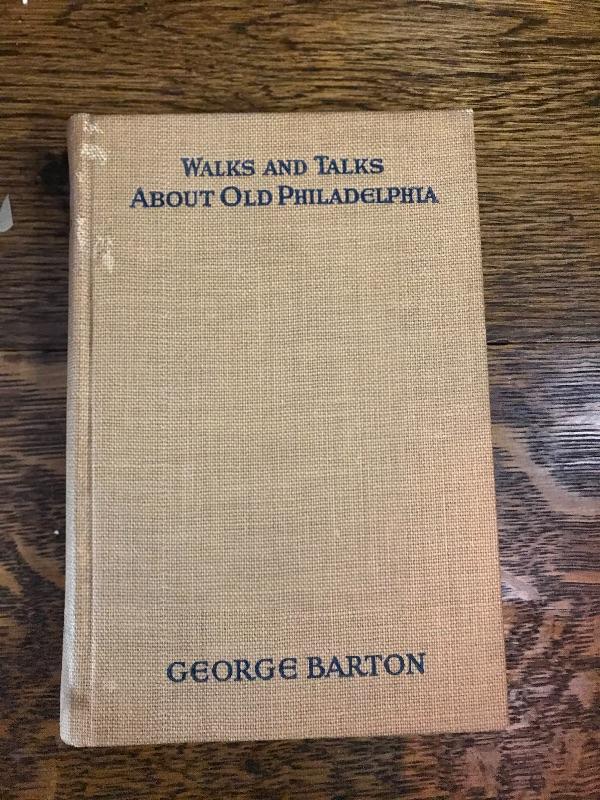 WALKS AND TALKS
ABOUT OLD PHILADELPHIA
GEORGE BARTON